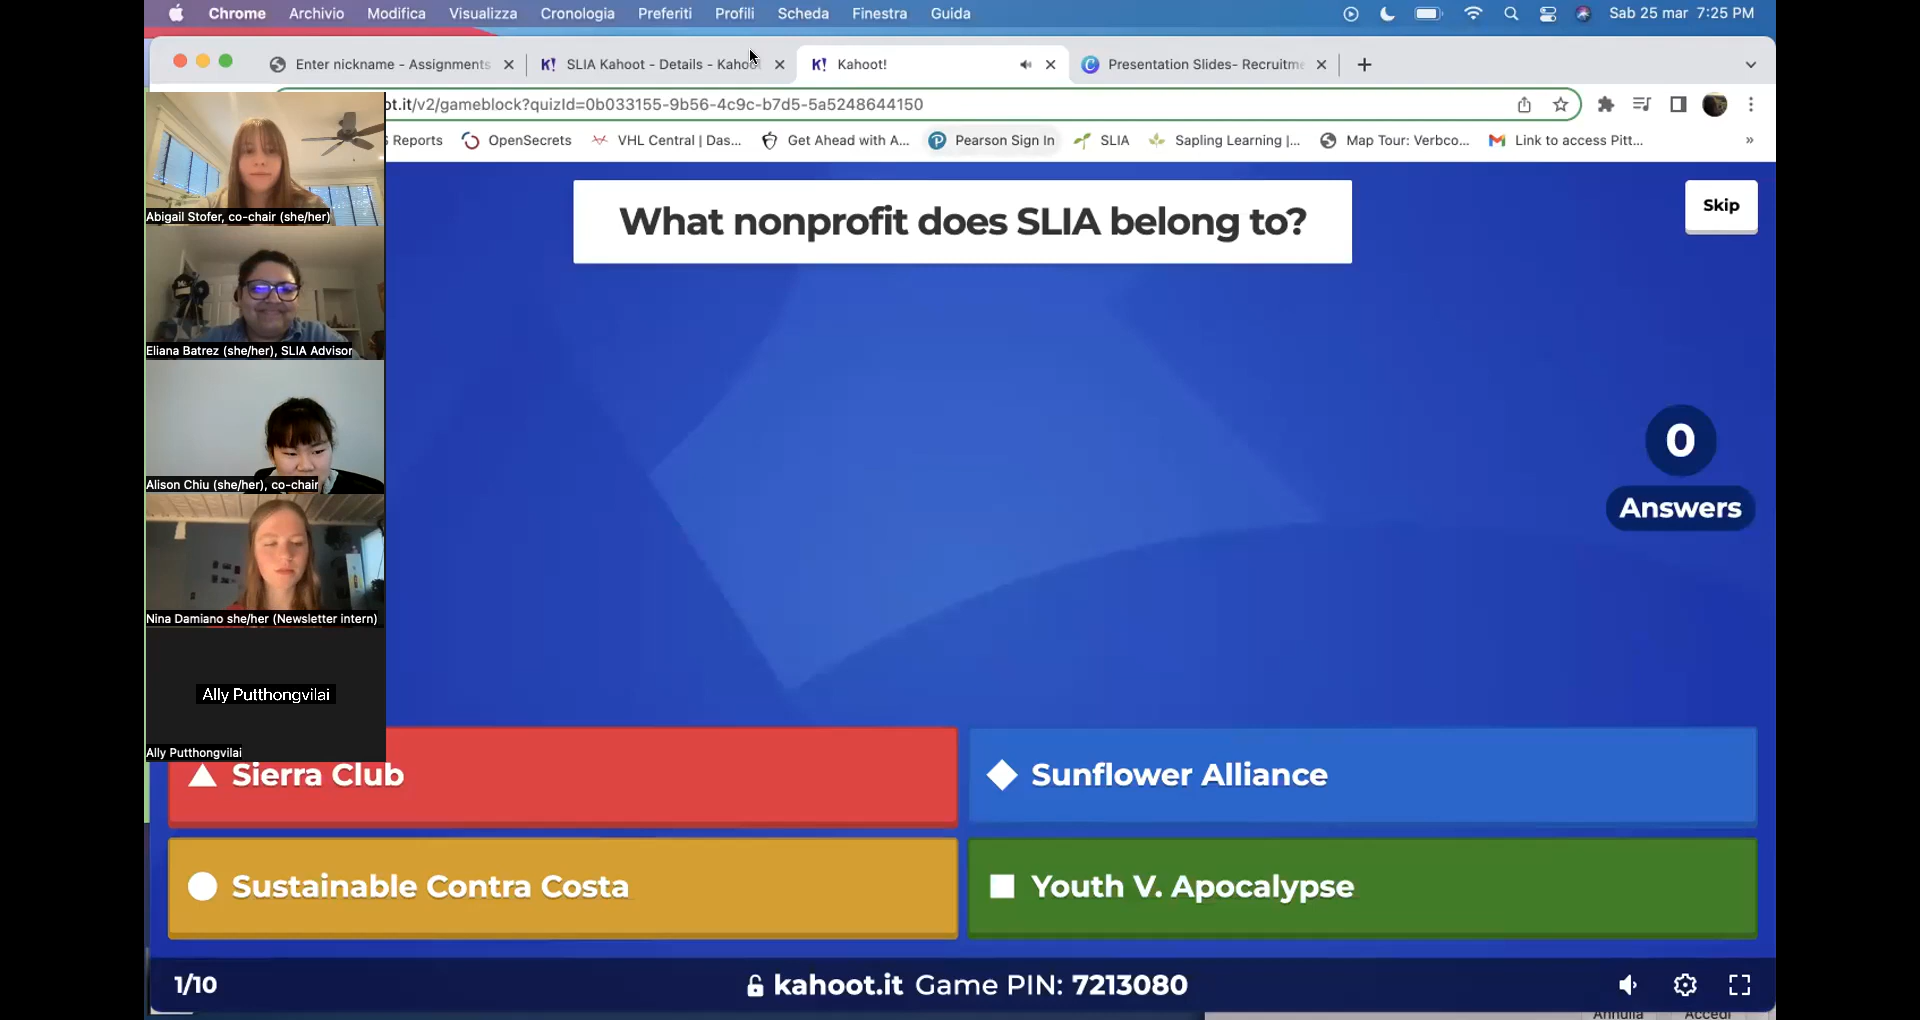 Chrome Archivio Modifica Visualizza Cronologia Preferiti Profili Scheda Finestra Guida Sab 25 mar 7:25 PM
Enter nickname - Assignments K! SLIA Kahoot - Details - Kahoo K! Kahoot! Presentation Slides- Recruitme
ot.it/v2/gameblock?quizId=0b033155-9b56-4c9c-b7d5-5a5248644150
Reports OpenSecrets VHL Central | Das... Get Ahead with A... Pearson Sign In SLIA Sapling Learning |... Map Tour: Verbco... Link to access Pitt... »
What nonprofit does SLIA belong to?
Skip
Abigail Stofer, co-chair (she/her)
Eliana Batrez (she/her), SLIA Advisor
Alison Chiu (she/her), co-chair
Nina Damiano she/her (Newsletter intern)
Ally Putthongvilai
Ally Putthongvilai
0
Answers
Sierra Club
Sunflower Alliance
Sustainable Contra Costa
Youth V. Apocalypse
1/10
kahoot.it Game PIN: 7213080
Annulla Accedi